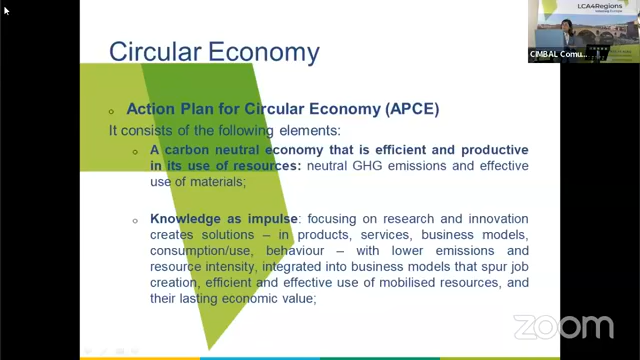 Circular Economy
LCA4Regions
CIMBAL Comu...
Action Plan for Circular Economy (APCE)
It consists of the following elements:
A carbon neutral economy that is efficient and productive
in its use of resources: neutral GHG emissions and effective
use of materials;
Knowledge as impulse: focusing on research and innovation
creates solutions – in products, services, business models,
consumption/use, behaviour – with lower emissions and
resource intensity, integrated into business models that spur job
creation, efficient and effective use of mobilised resources, and
and their lasting economic value;
zoom